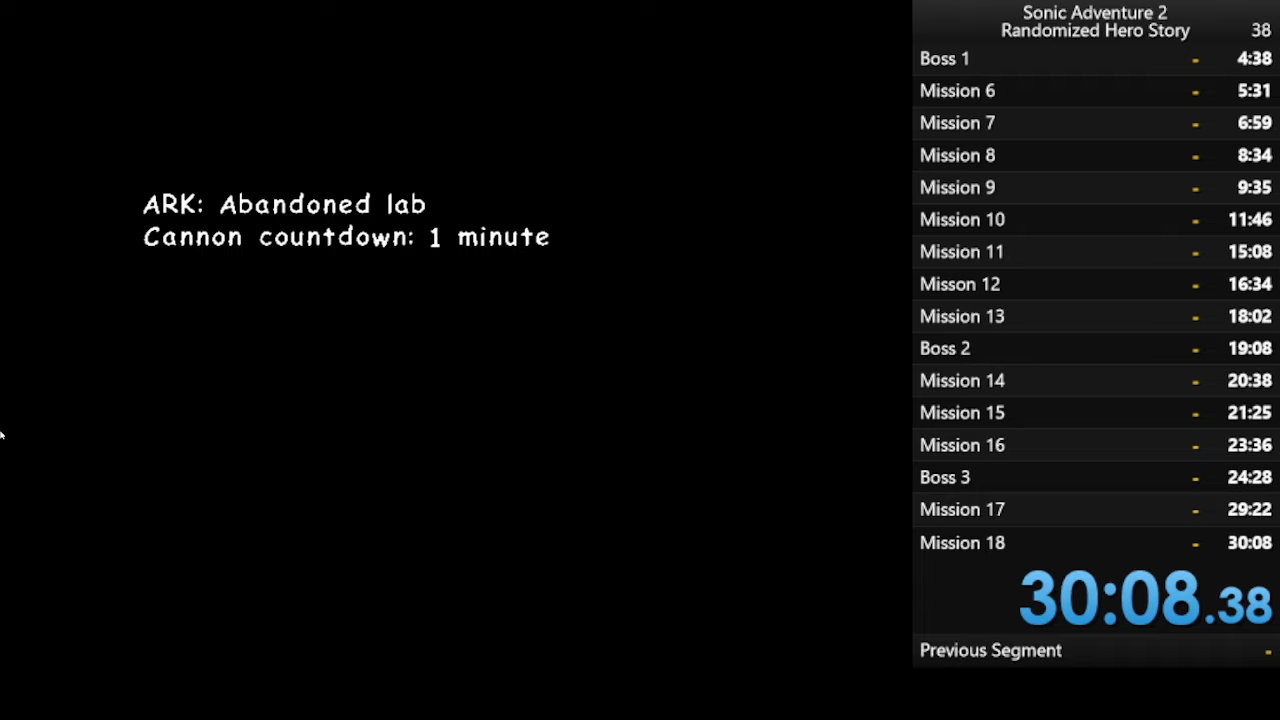 ARK: Abandoned lab
Cannon countdown: 1 minute
Sonic Adventure 2
Randomized Hero Story 38
Boss 1 - 4:38
Mission 6 - 5:31
Mission 7 - 6:59
Mission 8 - 8:34
Mission 9 - 9:35
Mission 10 - 11:46
Mission 11 - 15:08
Misson 12 - 16:34
Mission 13 - 18:02
Boss 2 - 19:08
Mission 14 - 20:38
Mission 15 - 21:25
Mission 16 - 23:36
Boss 3 - 24:28
Mission 17 - 29:22
Mission 18 - 30:08
30:08.38
Previous Segment -